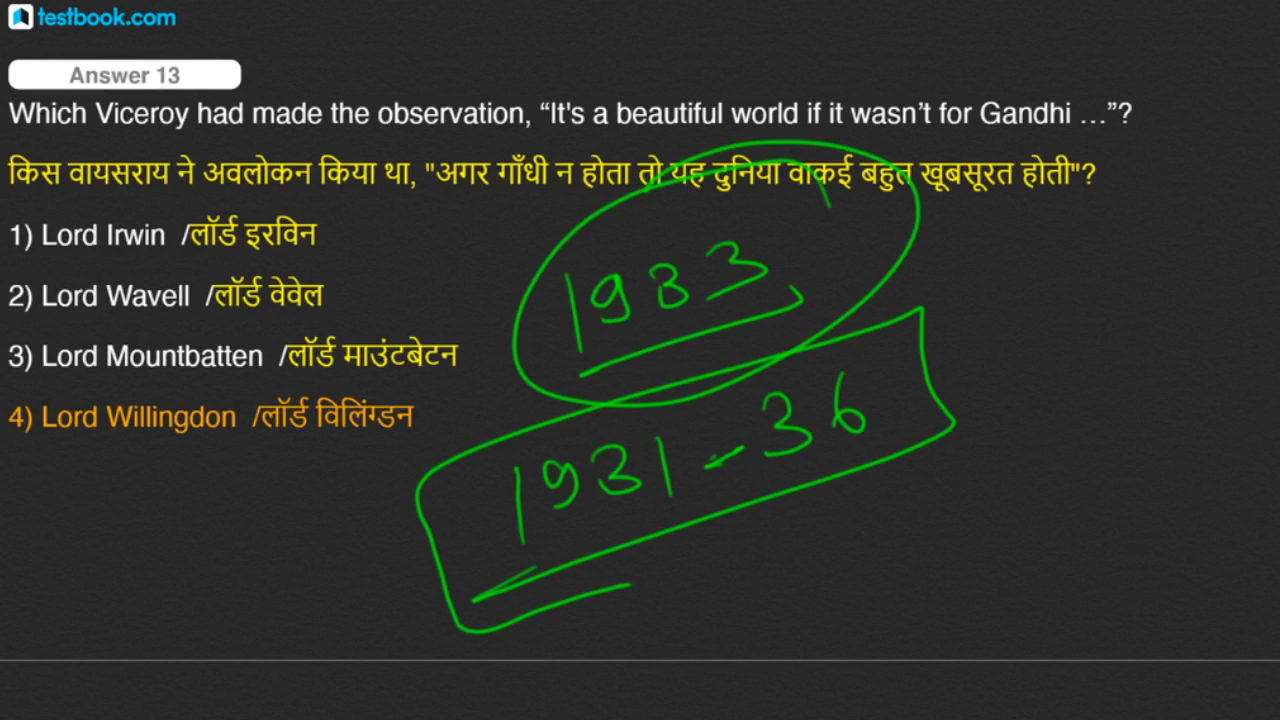 testbook.com
Answer 13
Which Viceroy had made the observation, “It's a beautiful world if it wasn’t for Gandhi ...”?
किस वायसराय ने अवलोकन किया था, "अगर गाँधी न होता तो यह दुनिया वाकई बहुत खूबसूरत होती"?
1) Lord Irwin /लॉर्ड इरविन
2) Lord Wavell /लॉर्ड वेवेल
1933
3) Lord Mountbatten /लॉर्ड माउंटबेटन
4) Lord Willingdon /लॉर्ड विलिंग्डन
1931-36